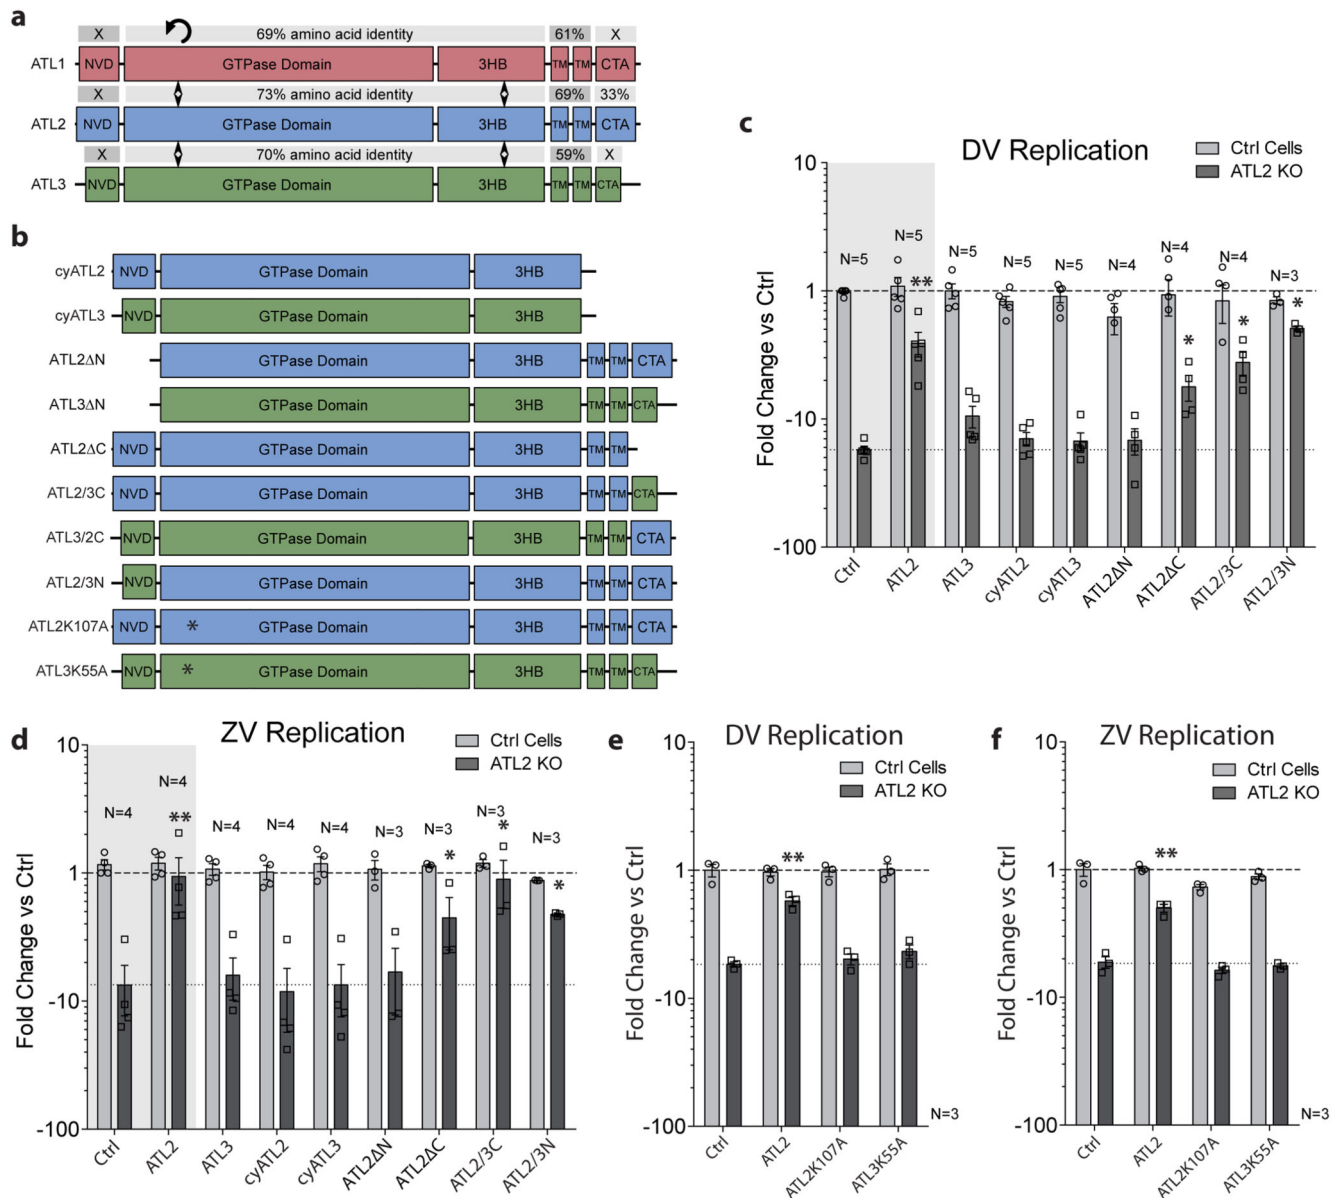 a
X 69% amino acid identity 61% X
ATL1 NVD GTPase Domain 3HB TM TM CTA
X 73% amino acid identity 69% 33%
ATL2 NVD GTPase Domain 3HB TM TM CTA
X 70% amino acid identity 59% X
ATL3 NVD GTPase Domain 3HB TM TM CTA
b
cyATL2 NVD GTPase Domain 3HB
cyATL3 NVD GTPase Domain 3HB
ATL2ΔN GTPase Domain 3HB TM TM CTA
ATL3ΔN GTPase Domain 3HB TM TM CTA
ATL2ΔC NVD GTPase Domain 3HB TM TM
ATL2/3C NVD GTPase Domain 3HB TM TM CTA
ATL3/2C NVD GTPase Domain 3HB TM TM CTA
ATL2/3N NVD GTPase Domain 3HB TM TM CTA
ATL2K107A NVD * GTPase Domain 3HB TM TM CTA
ATL3K55A NVD * GTPase Domain 3HB TM TM CTA
c
DV Replication
Ctrl Cells
ATL2 KO
Fold Change vs Ctrl
10
1
-10
-100
N=5 N=5 N=5 N=5 N=5 N=4 N=4 N=4 N=3
** * * *
Ctrl ATL2 ATL3 cyATL2 cyATL3 ATL2ΔN ATL2ΔC ATL2/3C ATL2/3N
d
ZV Replication
Ctrl Cells
ATL2 KO
Fold Change vs Ctrl
10
1
-10
-100
N=4 N=4 N=4 N=4 N=4 N=3 N=3 N=3 N=3
** * * *
Ctrl ATL2 ATL3 cyATL2 cyATL3 ATL2ΔN ATL2ΔC ATL2/3C ATL2/3N
e
DV Replication
Ctrl Cells
ATL2 KO
Fold Change vs Ctrl
10
1
-10
-100
**
N=3
Ctrl ATL2 ATL2K107A ATL3K55A
f
ZV Replication
Ctrl Cells
ATL2 KO
Fold Change vs Ctrl
10
1
-10
-100
**
N=3
Ctrl ATL2 ATL2K107A ATL3K55A